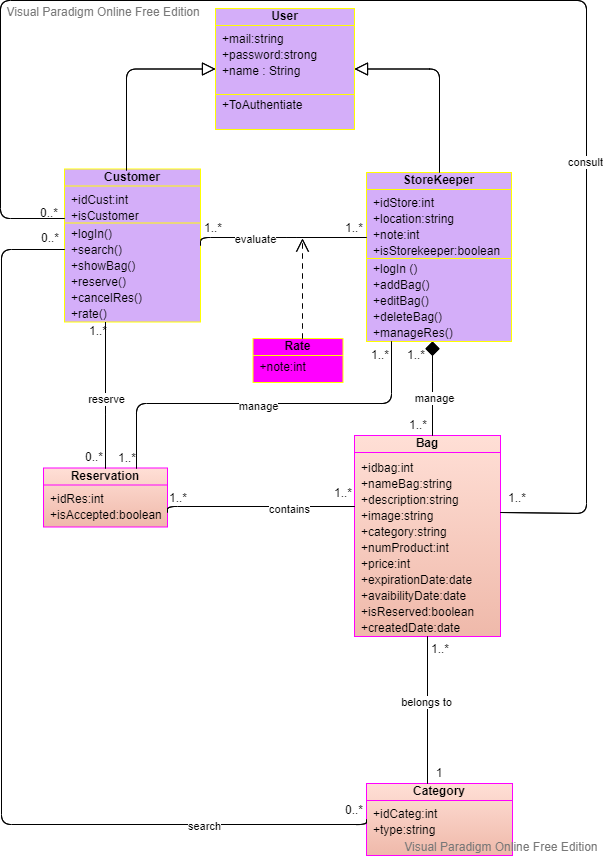 Visual Paradigm Online Free Edition
User
+mail:string
+password:strong
+name : String
+ToAuthentiate
consult
Customer
+idCust:int
+isCustomer
+logIn()
+search()
+showBag()
+reserve()
+cancelRes()
+rate()
0..*
0..*
1..*
evaluate
1..*
StoreKeeper
+idStore:int
+location:string
+note:int
+isStorekeeper:boolean
+logIn ()
+addBag()
+editBag()
+deleteBag()
+manageRes()
Rate
+note:int
1..*
1..*
1..*
reserve
manage
manage
0..*
1..*
1..*
Reservation
+idRes:int
+isAccepted:boolean
1..*
contains
1..*
Bag
+idbag:int
+nameBag:string
+description:string
+image:string
+category:string
+numProduct:int
+price:int
+expirationDate:date
+avaibilityDate:date
+isReserved:boolean
+createdDate:date
1..*
1..*
belongs to
1
0..*
search
Category
+idCateg:int
+type:string
Visual Paradigm Online Free Edition